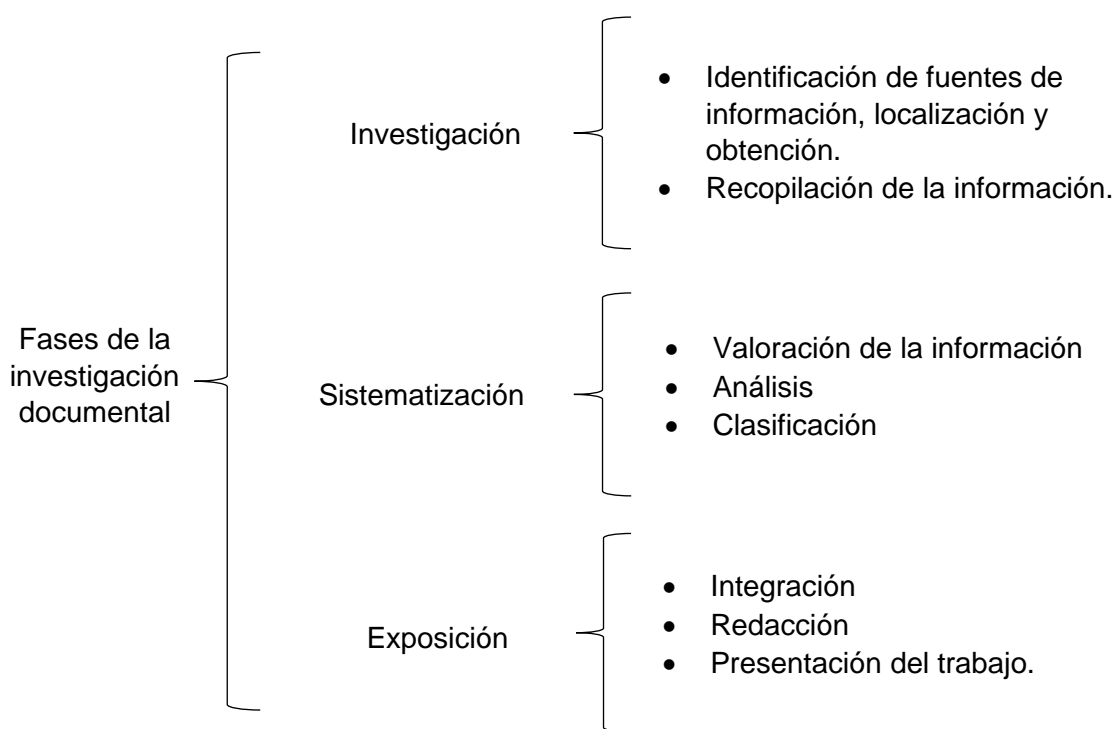 Fases de la
investigación
documental
Investigación
• Identificación de fuentes de
información, localización y
obtención.
• Recopilación de la información.
Sistematización
• Valoración de la información
• Análisis
• Clasificación
Exposición
• Integración
• Redacción
• Presentación del trabajo.